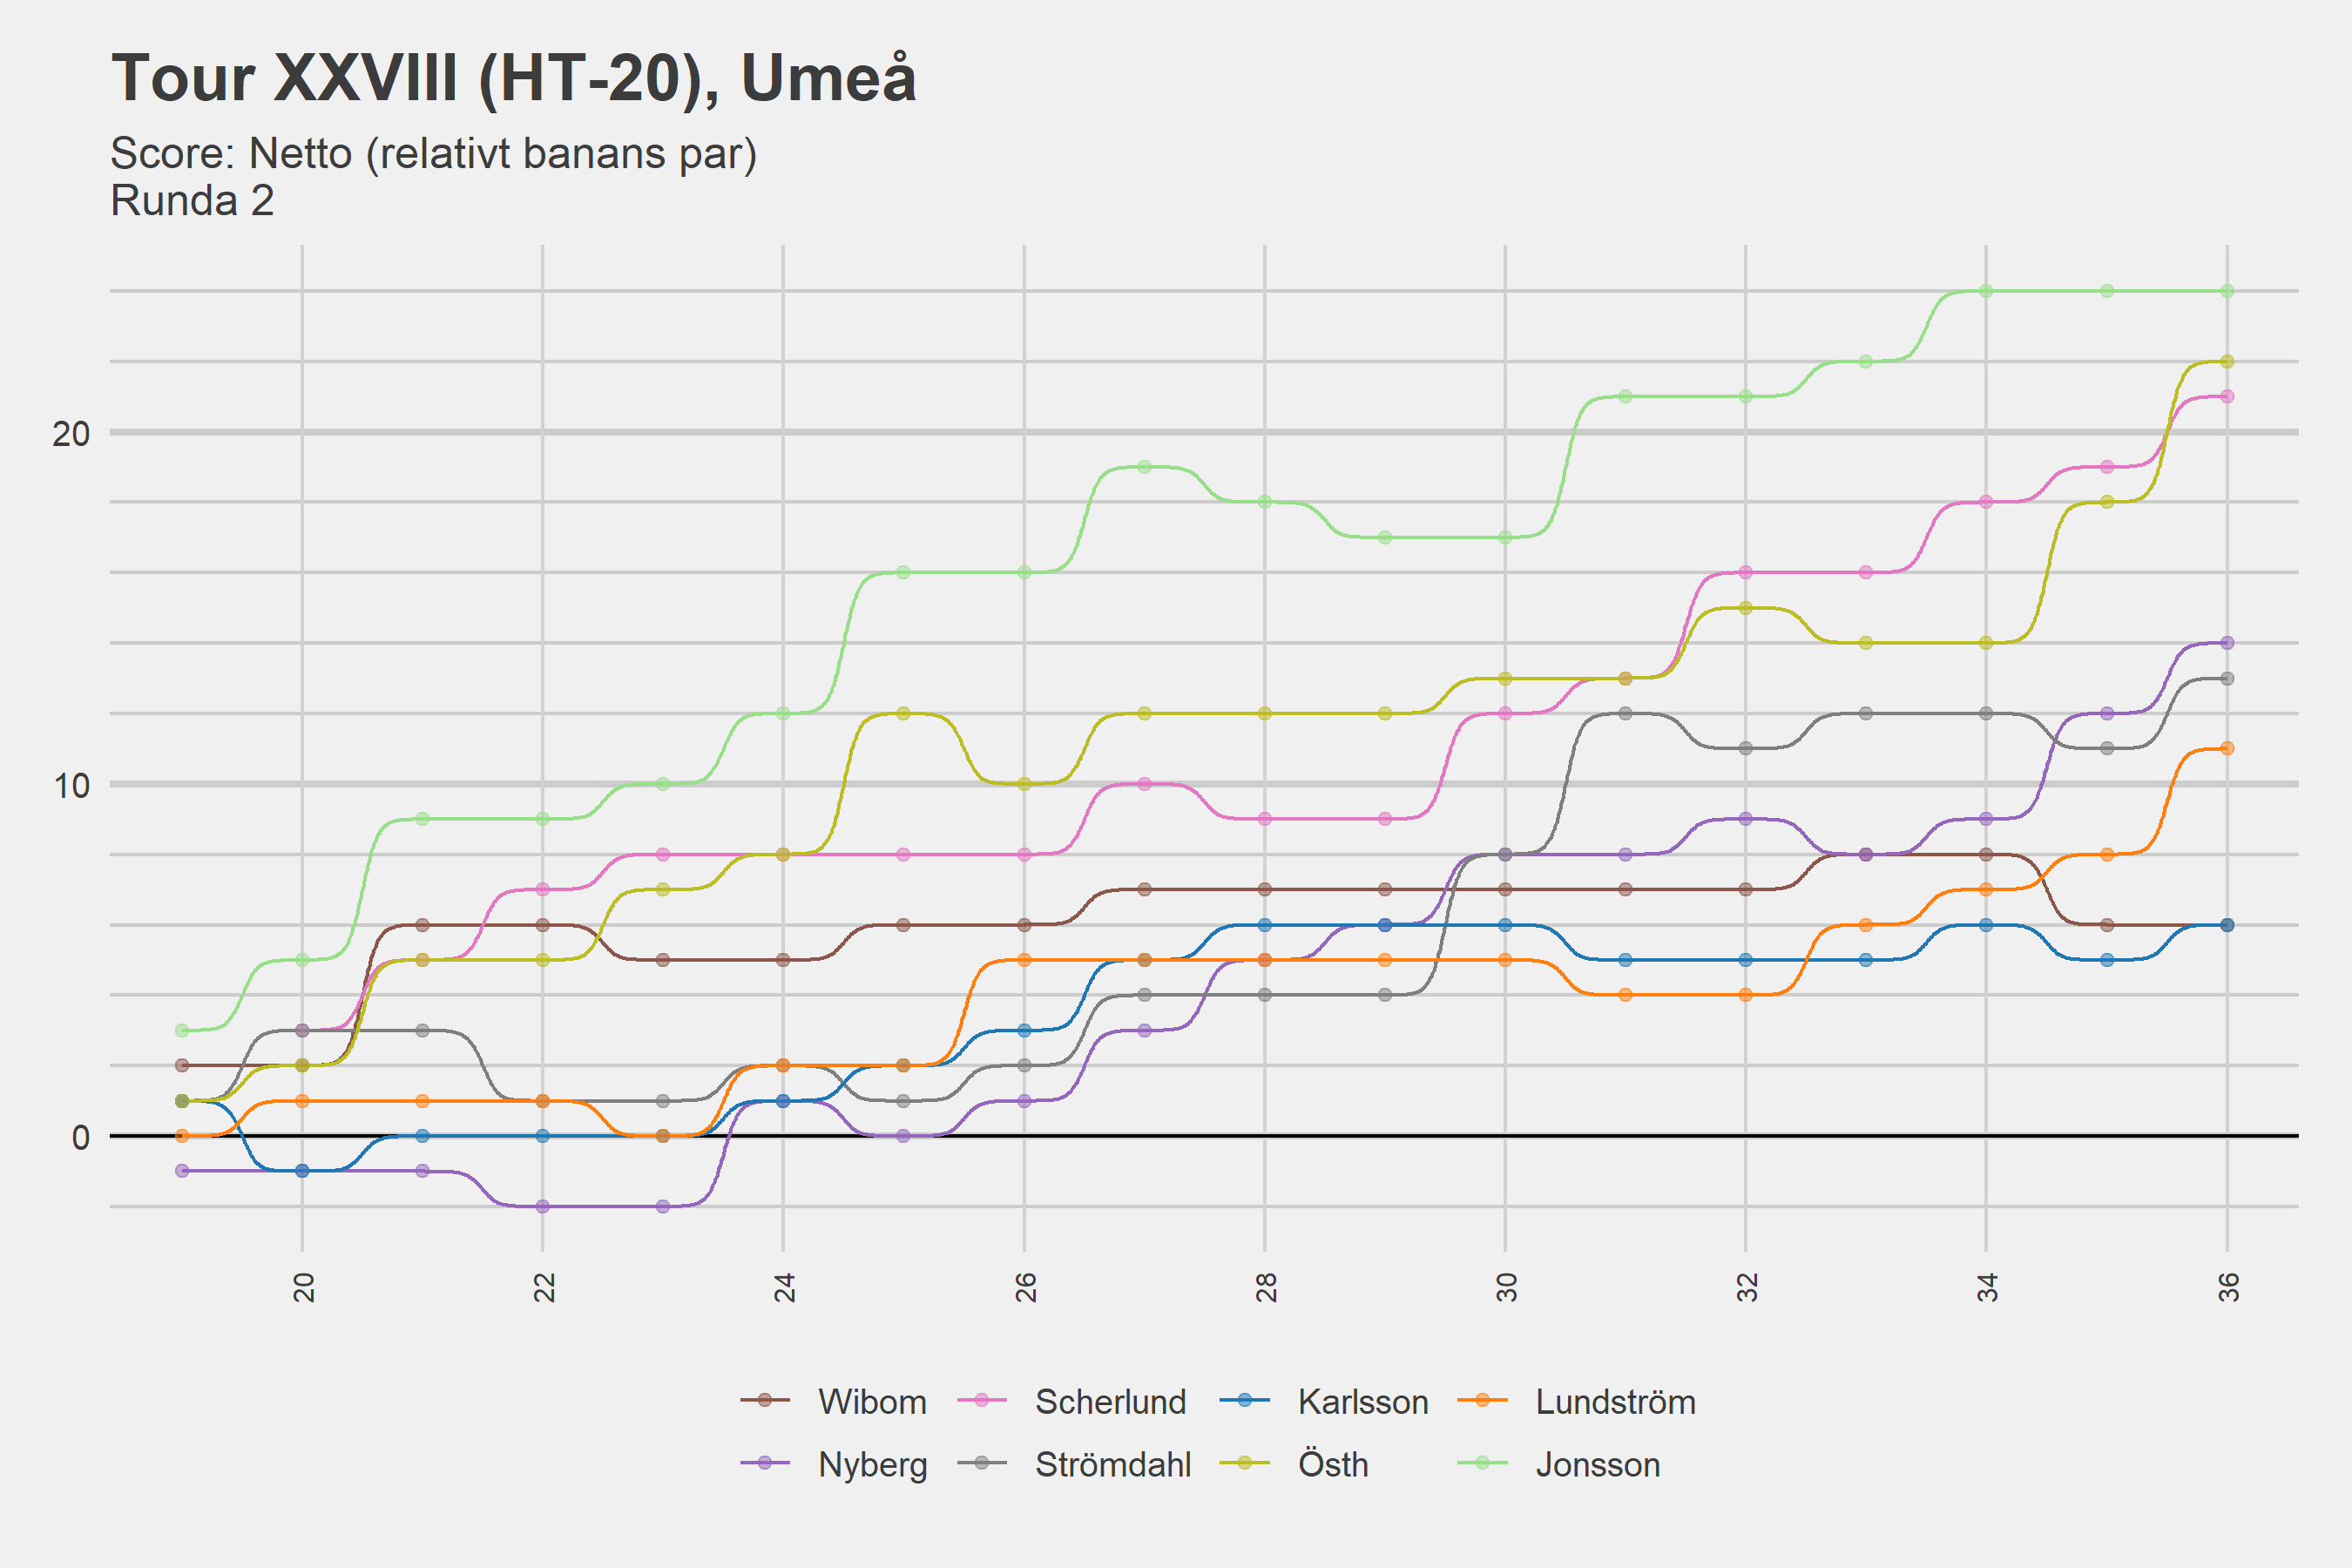 Tour XXVIII (HT-20), Umeå
Score: Netto (relativt banans par)
Runda 2
20
10
0
20 22 24 26 28 30 32 34 36
Wibom Scherlund Karlsson Lundström
Nyberg Strömdahl Östh Jonsson